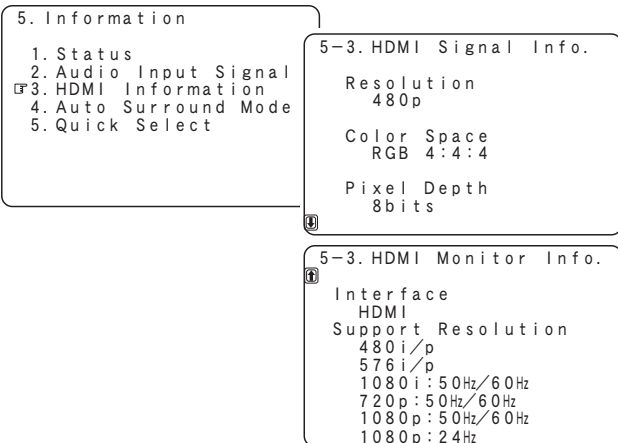 5. Information
1. Status
2. Audio Input Signal
☞3. HDMI Information
4. Auto Surround Mode
5. Quick Select
5-3. HDMI Signal Info.
Resolution
480p
Color Space
RGB 4:4:4
Pixel Depth
8bits
5-3. HDMI Monitor Info.
Interface
HDMI
Support Resolution
480i/p
576i/p
1080i:50Hz/60Hz
720p:50Hz/60Hz
1080p:50Hz/60Hz
1080p:24Hz